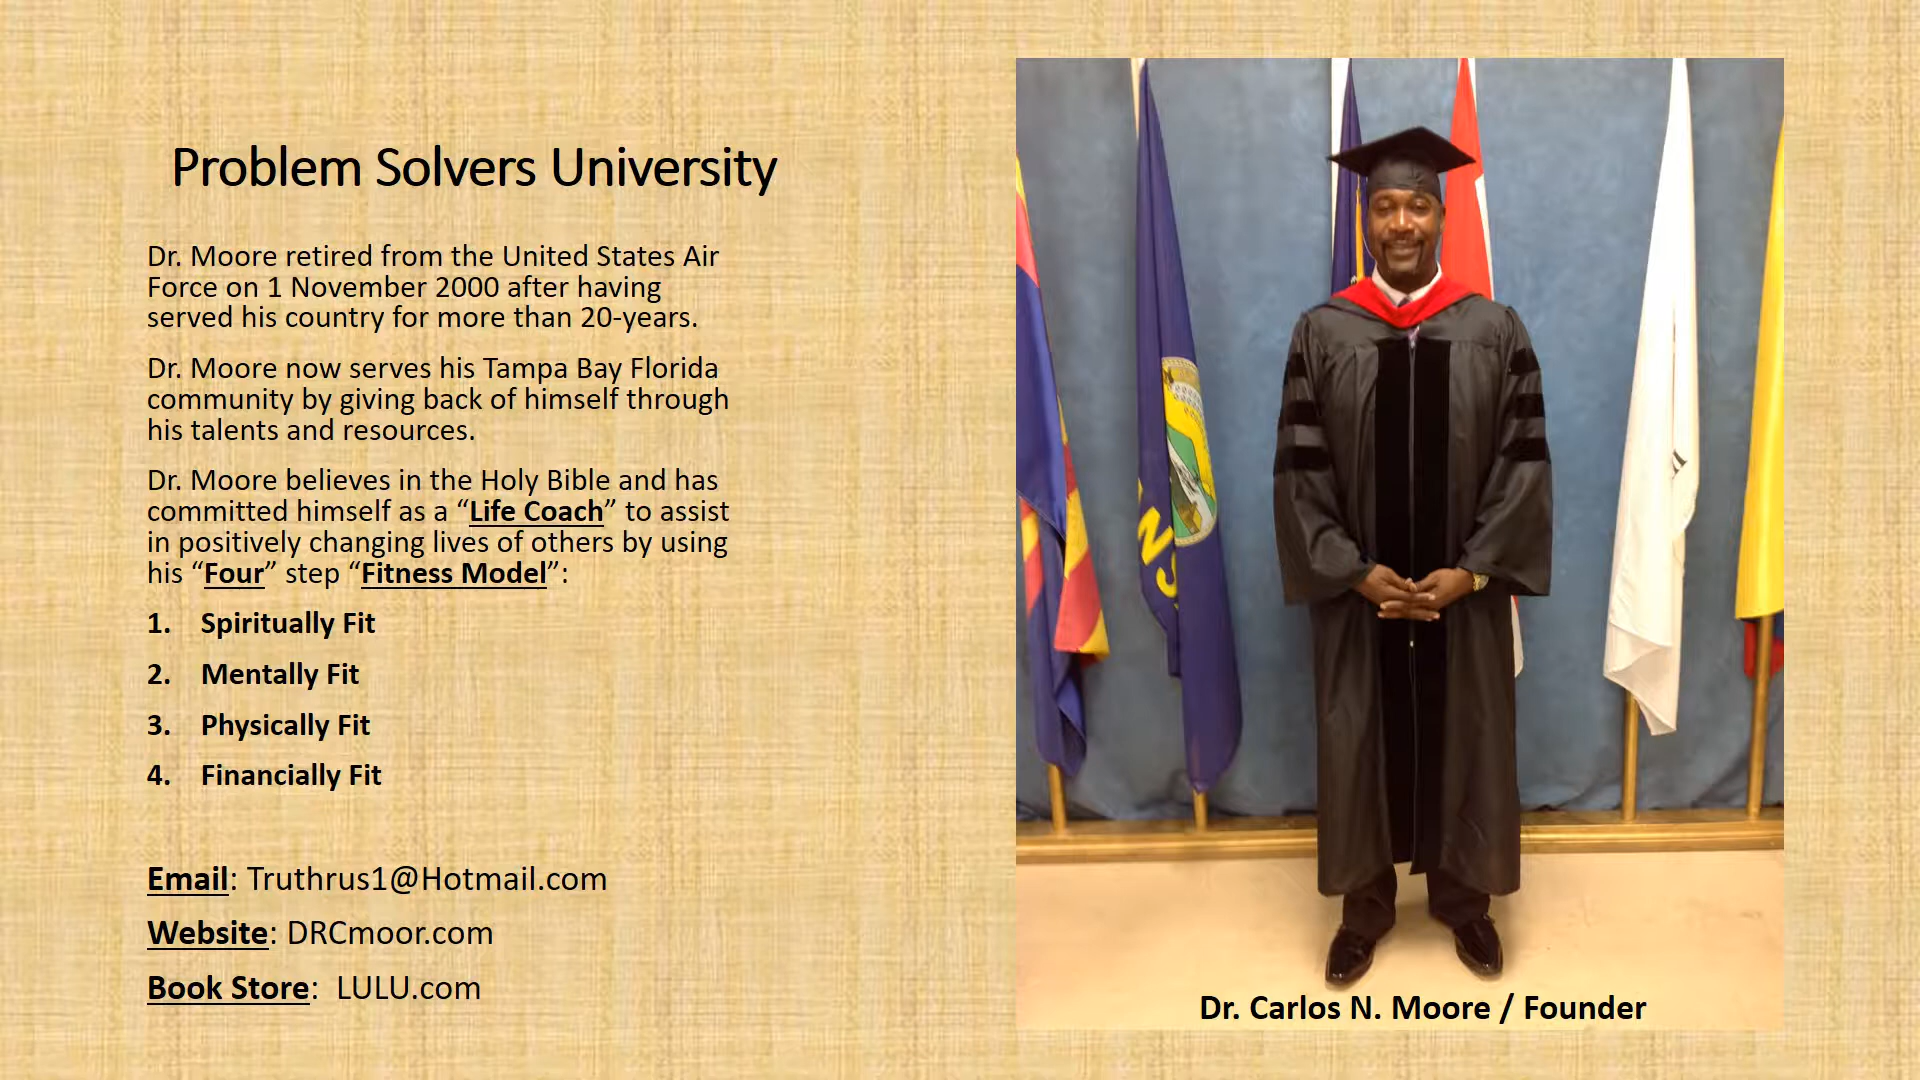 Problem Solvers University
Dr. Moore retired from the United States Air
Force on 1 November 2000 after having
served his country for more than 20-years.
Dr. Moore now serves his Tampa Bay Florida
community by giving back of himself through
his talents and resources.
Dr. Moore believes in the Holy Bible and has
committed himself as a “Life Coach” to assist
in positively changing lives of others by using
his “Four” step “Fitness Model”:
1. Spiritually Fit
2. Mentally Fit
3. Physically Fit
4. Financially Fit
Email: Truthrus1@Hotmail.com
Website: DRCmoor.com
Book Store:  LULU.com
Dr. Carlos N. Moore / Founder